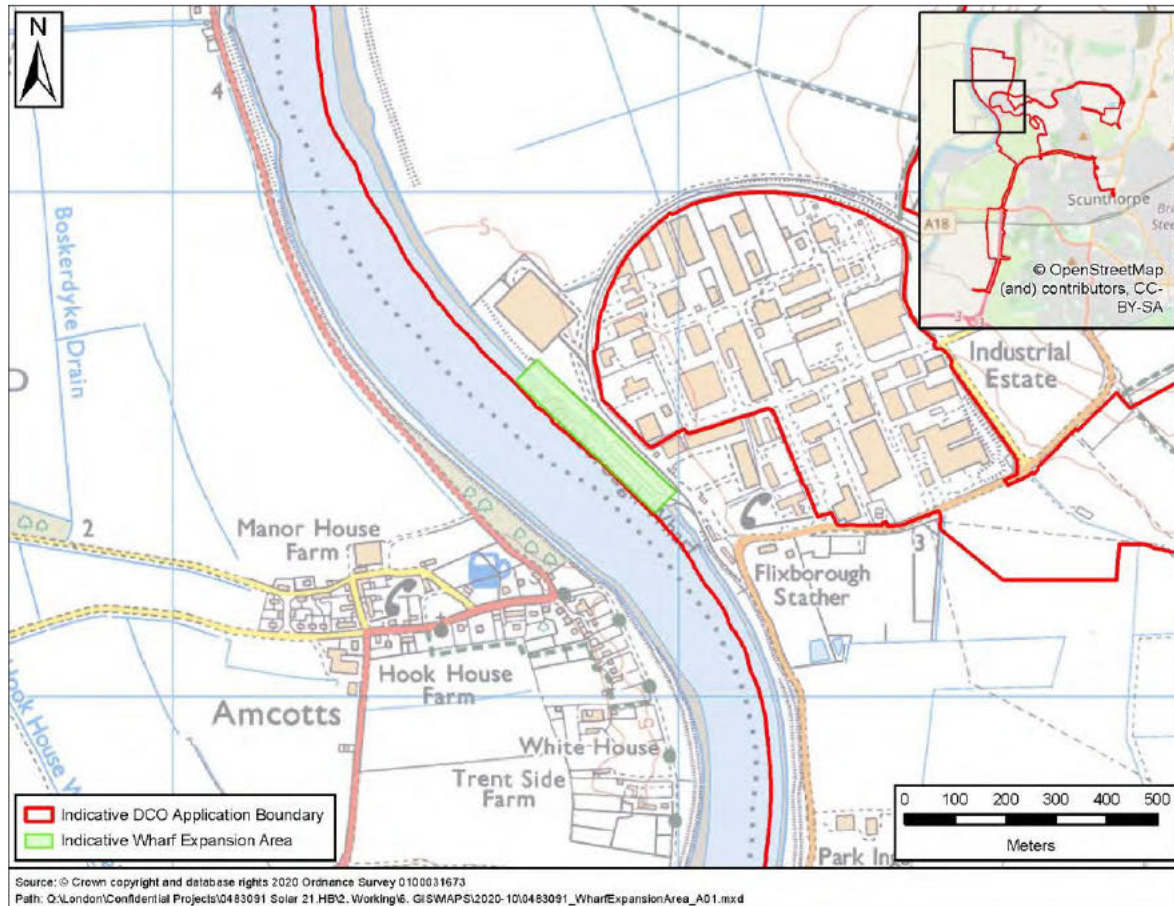 N
4
Boskerdyke Drain
2
Manor House
Farm
Hook House
Farm
Amcotts
White House
Trent Side
Farm
5
Industrial
Estate
Flixborough
Stather
3
A18
Scunthorpe
© OpenStreetMap
(and) contributors, CC-
BY-SA
Indicative DCO Application Boundary
Indicative Wharf Expansion Area
0 100 200 300 400 500
Meters
Source: © Crown copyright and database rights 2020 Ordnance Survey 0100031673
Path: Q:\London\Confidential Projects\0483091 Solar 21.HB\2. Working\6. GIS\MAPS\2020-10\0483091_WharfExpansionArea_A01.mxd